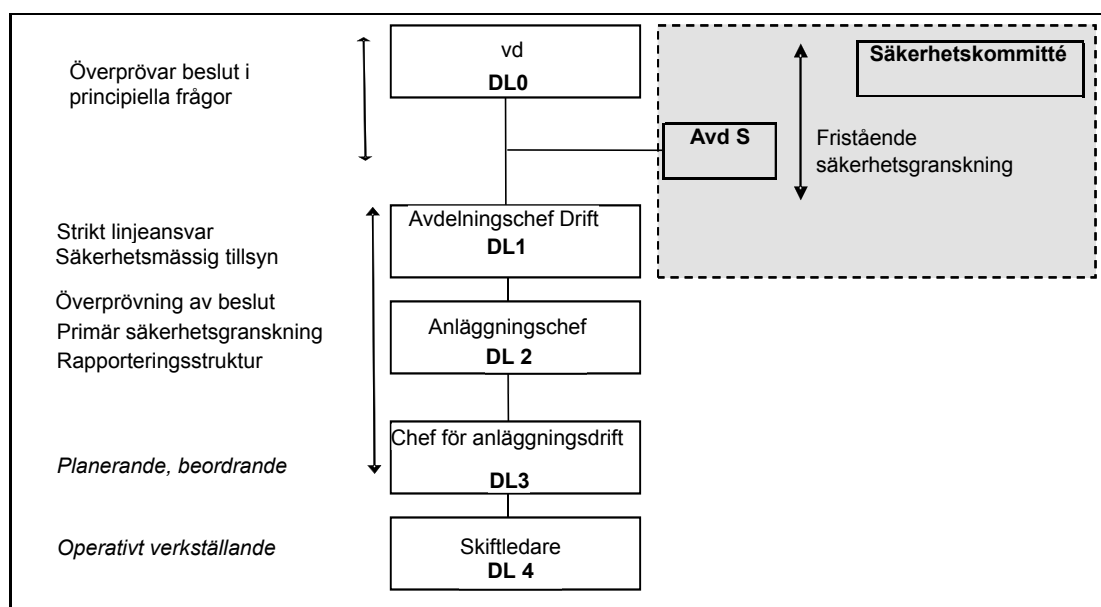 Överprövar beslut i
principiella frågor
vd
DL0
Säkerhetskommitté
Avd S
Fristående
säkerhetsgranskning
Strikt linjeansvar
Säkerhetsmässig tillsyn
Avdelningschef Drift
DL1
Överprövning av beslut
Primär säkerhetsgranskning
Rapporteringsstruktur
Anläggningschef
DL 2
Chef för anläggningsdrift
DL3
Planerande, beordrande
Operativt verkställande
Skiftledare
DL 4